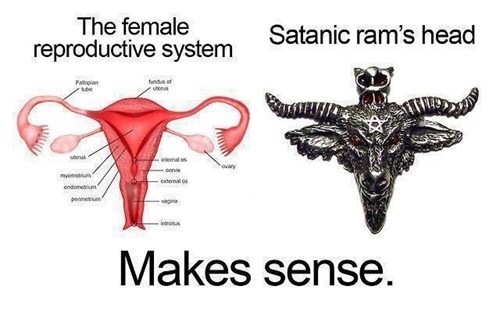 The female
reproductive system
Satanic ram's head
Fallopian
tube
fundus of
uterus
uterus
internal os
ovary
myometrium
cervix
endometrium
external os
perimetrium
vagina
introitus
Makes sense.